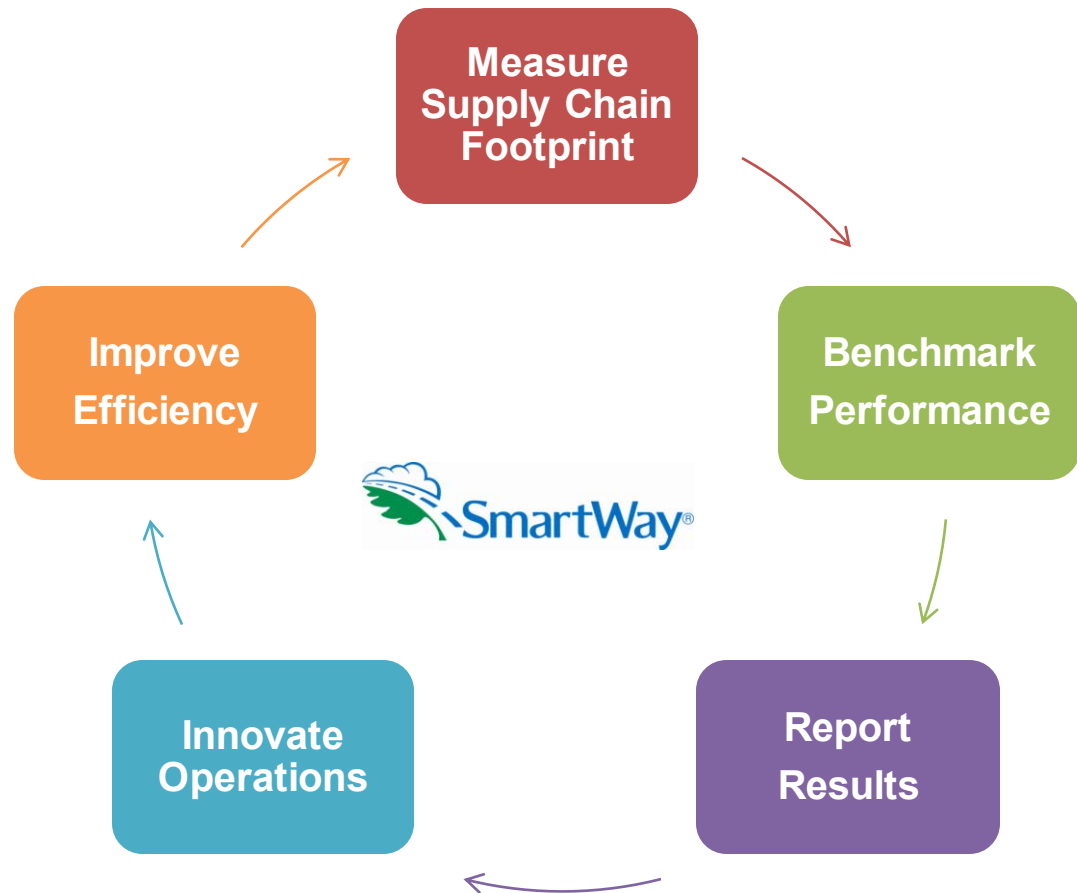 Measure
Supply Chain
Footprint
Benchmark
Performance
Report
Results
Innovate
Operations
Improve
Efficiency
SmartWay®